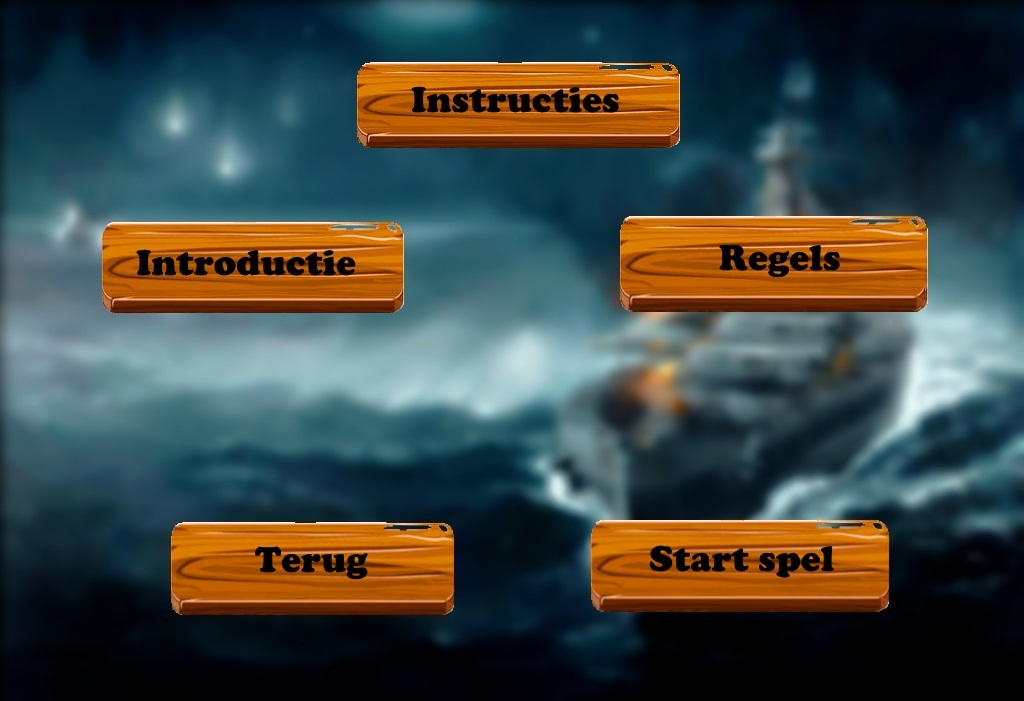 Instructies
Introductie
Regels
Terug
Start spel